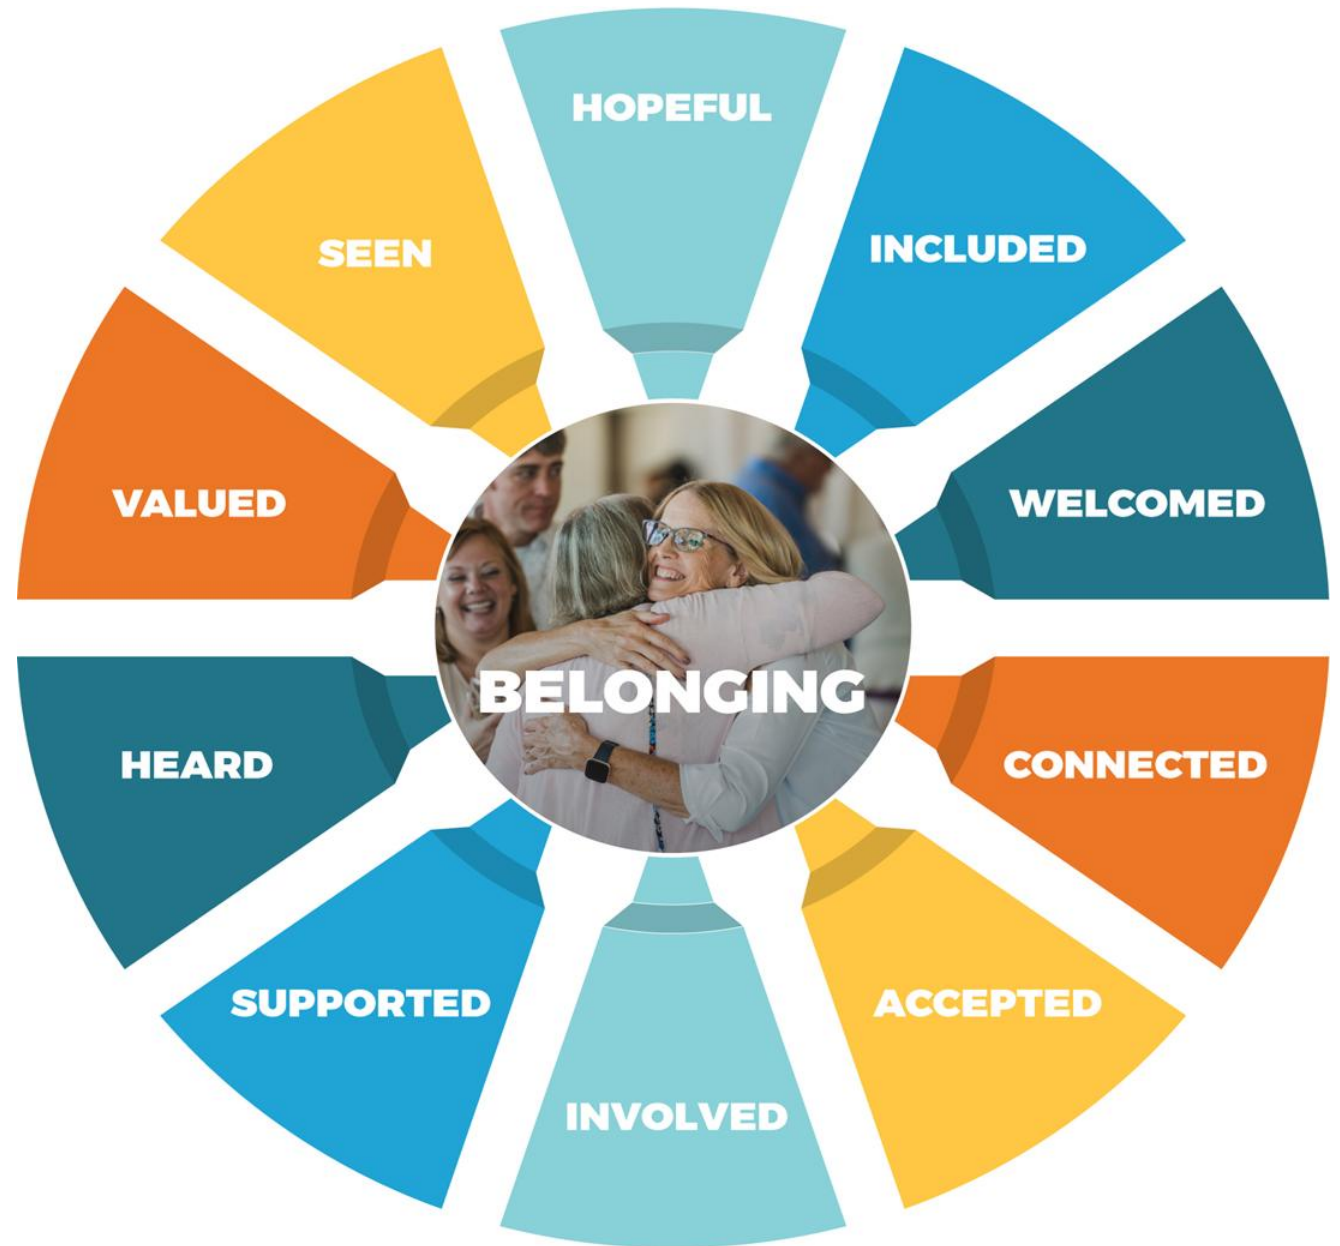 HOPEFUL
INCLUDED
WELCOMED
CONNECTED
ACCEPTED
INVOLVED
SUPPORTED
HEARD
VALUED
SEEN
BELONGING